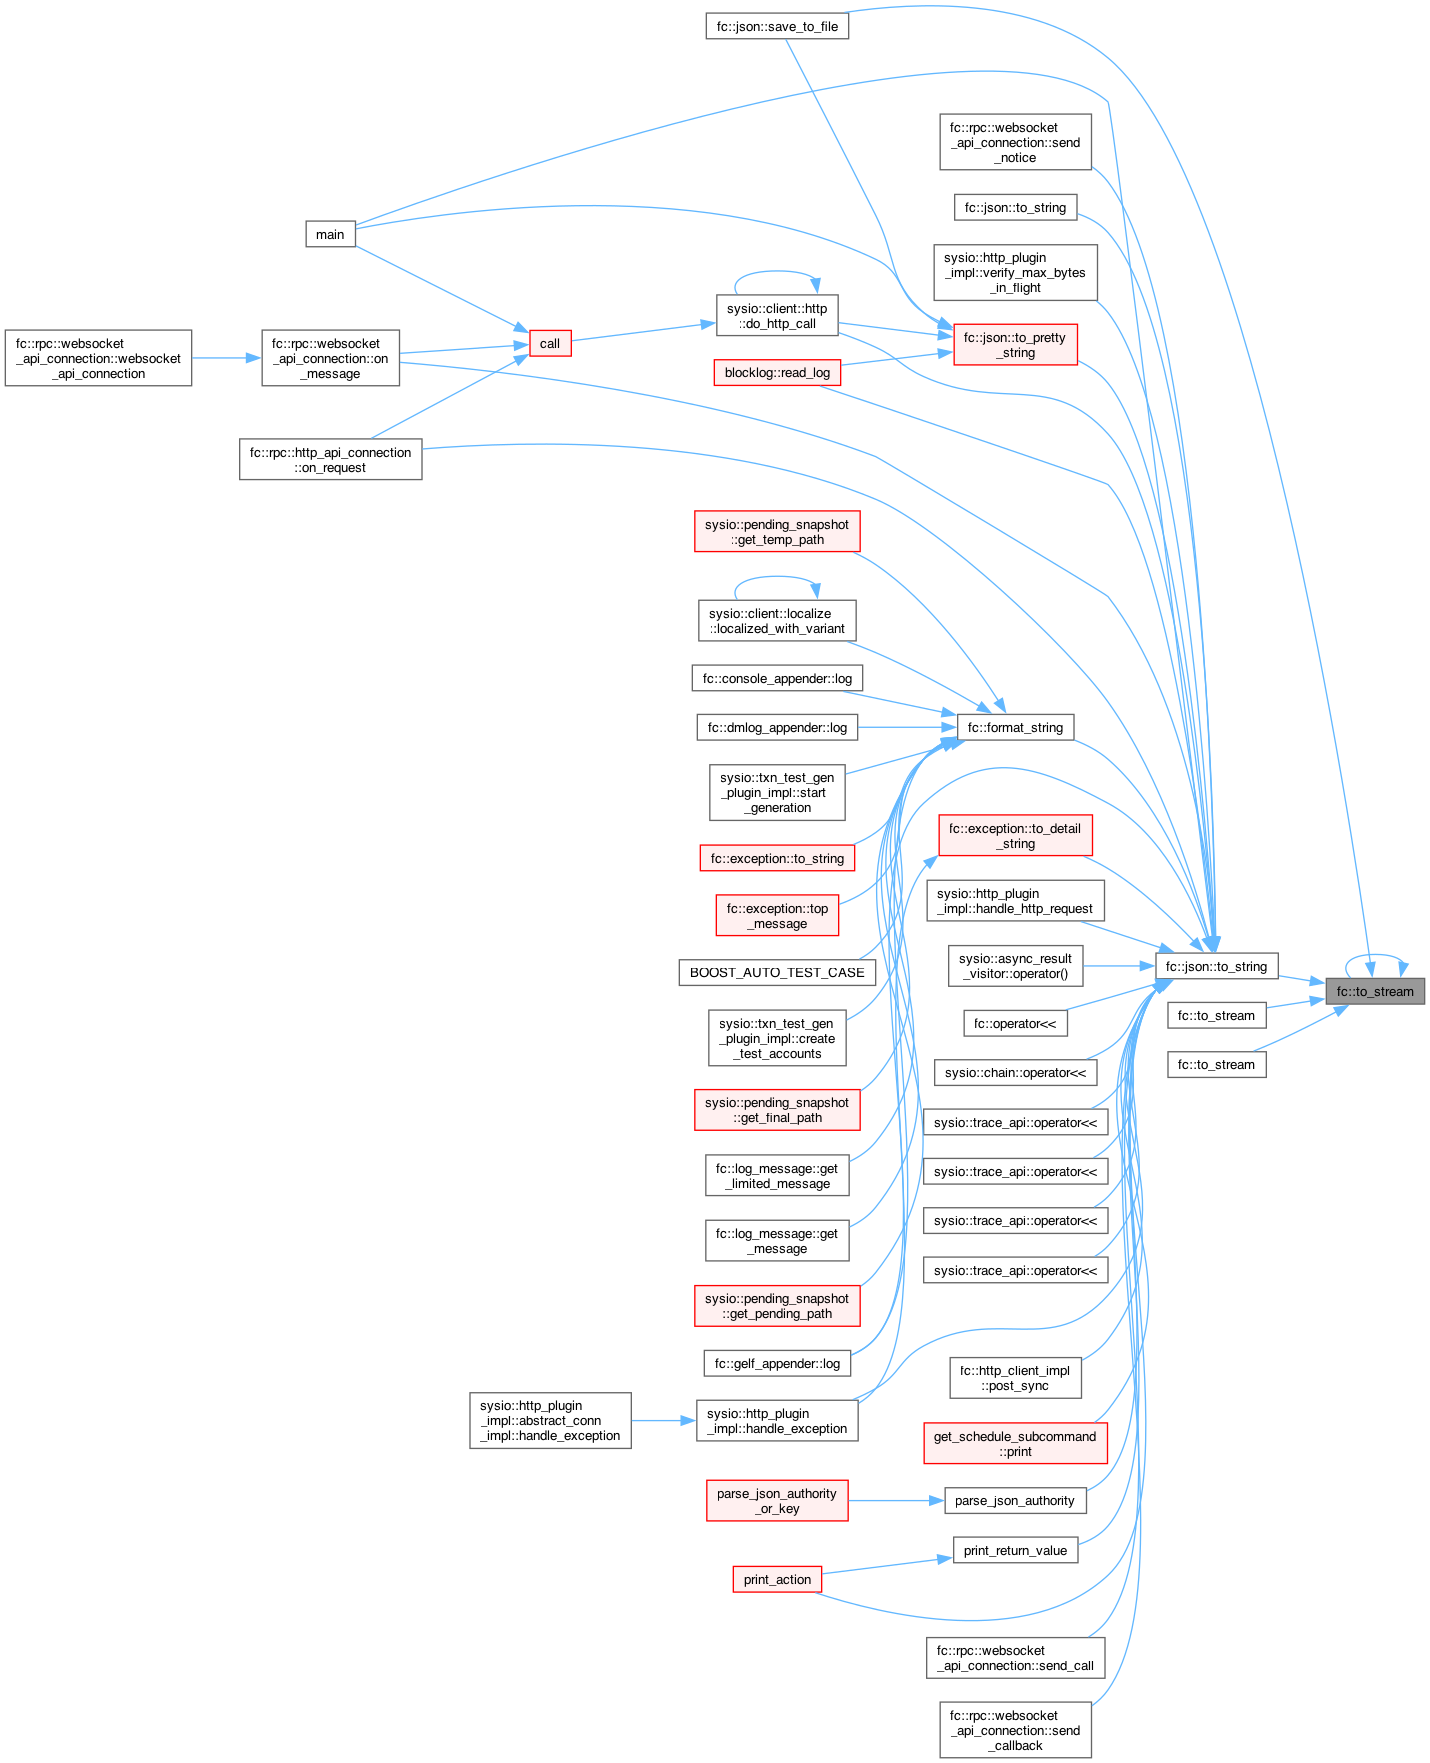 fc::json::save_to_file
fc::rpc::websocket
_api_connection::send
_notice
fc::json::to_string
main
sysio::http_plugin
_impl::verify_max_bytes
_in_flight
sysio::client::http
::do_http_call
fc::rpc::websocket
_api_connection::websocket
_api_connection
fc::rpc::websocket
_api_connection::on
_message
call
fc::json::to_pretty
_string
blocklog::read_log
fc::rpc::http_api_connection
::on_request
sysio::pending_snapshot
::get_temp_path
sysio::client::localize
::localized_with_variant
fc::console_appender::log
fc::dmlog_appender::log
fc::format_string
sysio::txn_test_gen
_plugin_impl::start
_generation
fc::exception::to_string
fc::exception::to_detail
_string
fc::exception::top
_message
sysio::http_plugin
_impl::handle_http_request
BOOST_AUTO_TEST_CASE
sysio::async_result
_visitor::operator()
fc::json::to_string
fc::to_stream
fc::to_stream
fc::to_stream
fc::operator<<
sysio::txn_test_gen
_plugin_impl::create
_test_accounts
sysio::chain::operator<<
sysio::pending_snapshot
::get_final_path
sysio::trace_api::operator<<
fc::log_message::get
_limited_message
sysio::trace_api::operator<<
fc::log_message::get
_message
sysio::trace_api::operator<<
sysio::trace_api::operator<<
sysio::pending_snapshot
::get_pending_path
fc::gelf_appender::log
fc::http_client_impl
::post_sync
sysio::http_plugin
_impl::abstract_conn
_impl::handle_exception
sysio::http_plugin
_impl::handle_exception
get_schedule_subcommand
::print
parse_json_authority
_or_key
parse_json_authority
print_return_value
print_action
fc::rpc::websocket
_api_connection::send_call
fc::rpc::websocket
_api_connection::send
_callback